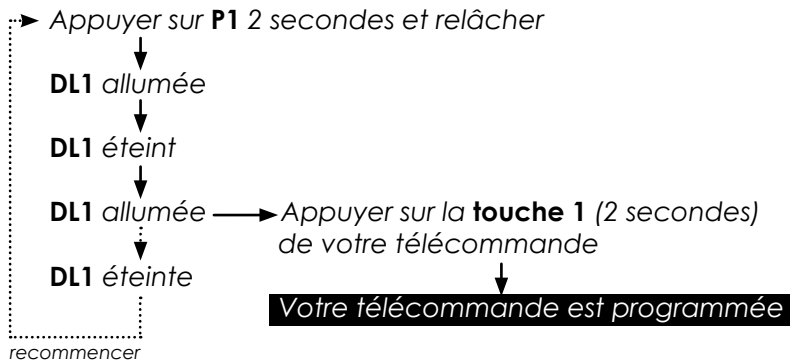 Appuyer sur P1 2 secondes et relâcher
DL1 allumée
DL1 éteint
DL1 allumée
Appuyer sur la touche 1 (2 secondes)
de votre télécommande
DL1 éteinte
Votre télécommande est programmée
recommencer